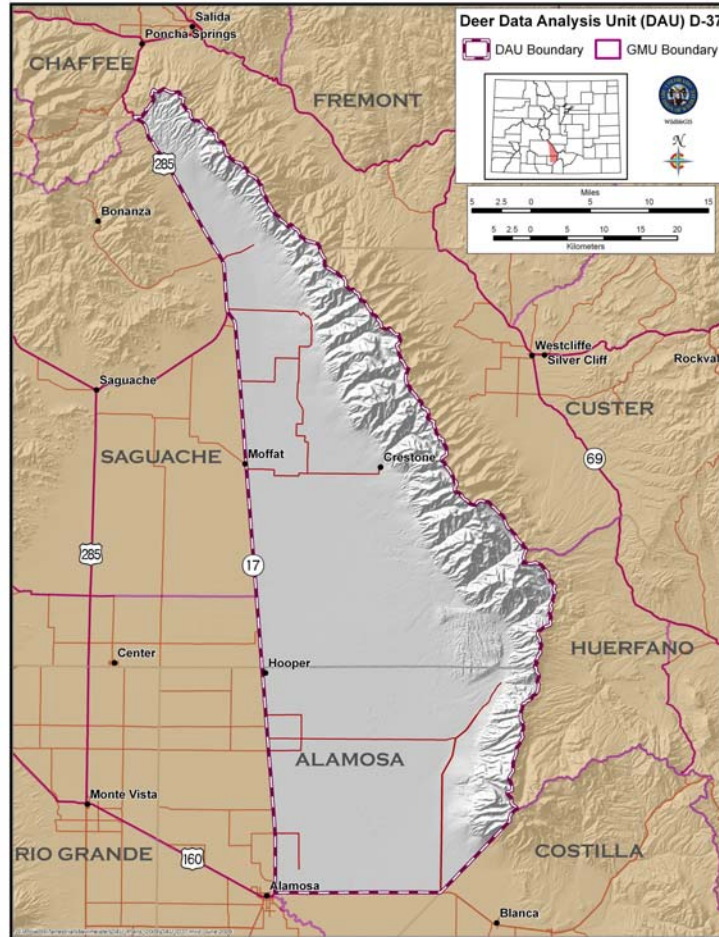 Deer Data Analysis Unit (DAU) D-37
DAU Boundary
GMU Boundary
N
Miles
5 2.5 0 5 10 15
5 2.5 0 5 10 15 20
Kilometers
Salida
Poncha Springs
CHAFFEE
FREMONT
285
Bonanza
Westcliffe
Silver Cliff
Rockval
Saguache
CUSTER
SAGUACHE
Moffat
Crestone
69
285
17
HUERFANO
Center
Hooper
ALAMOSA
Monte Vista
RIO GRANDE
160
COSTILLA
Alamosa
Blanca